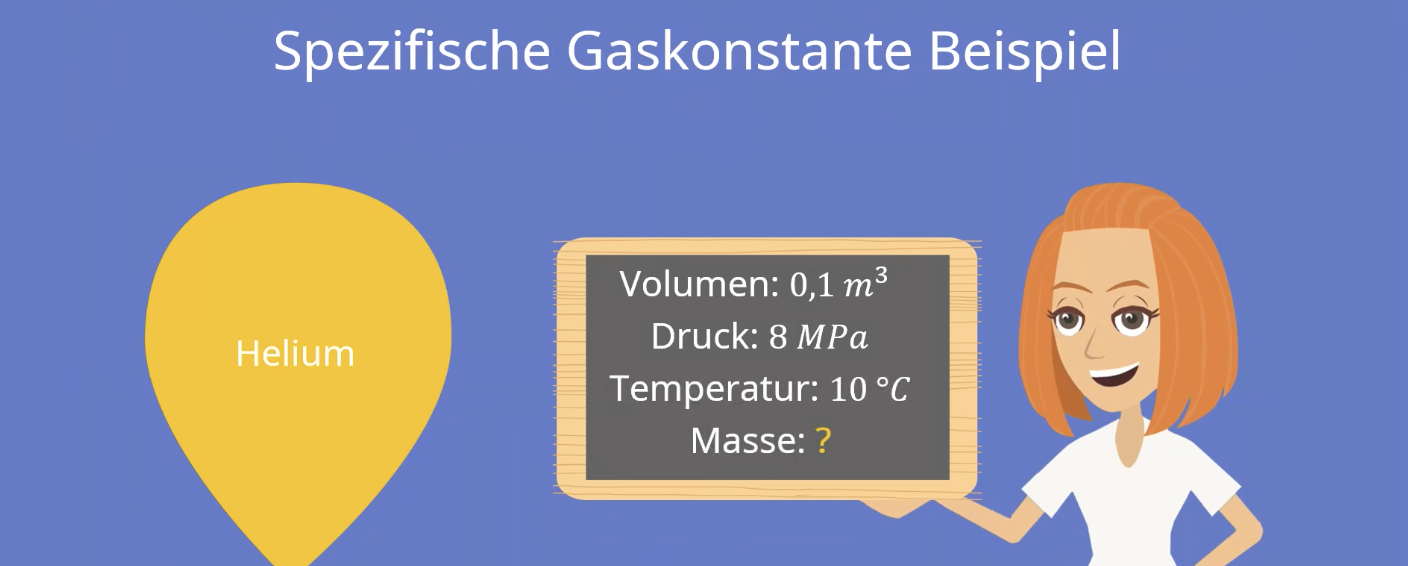 Spezifische Gaskonstante Beispiel
Helium
Volumen: 0,1 m³
Druck: 8 MPa
Temperatur: 10 °C
Masse: ?